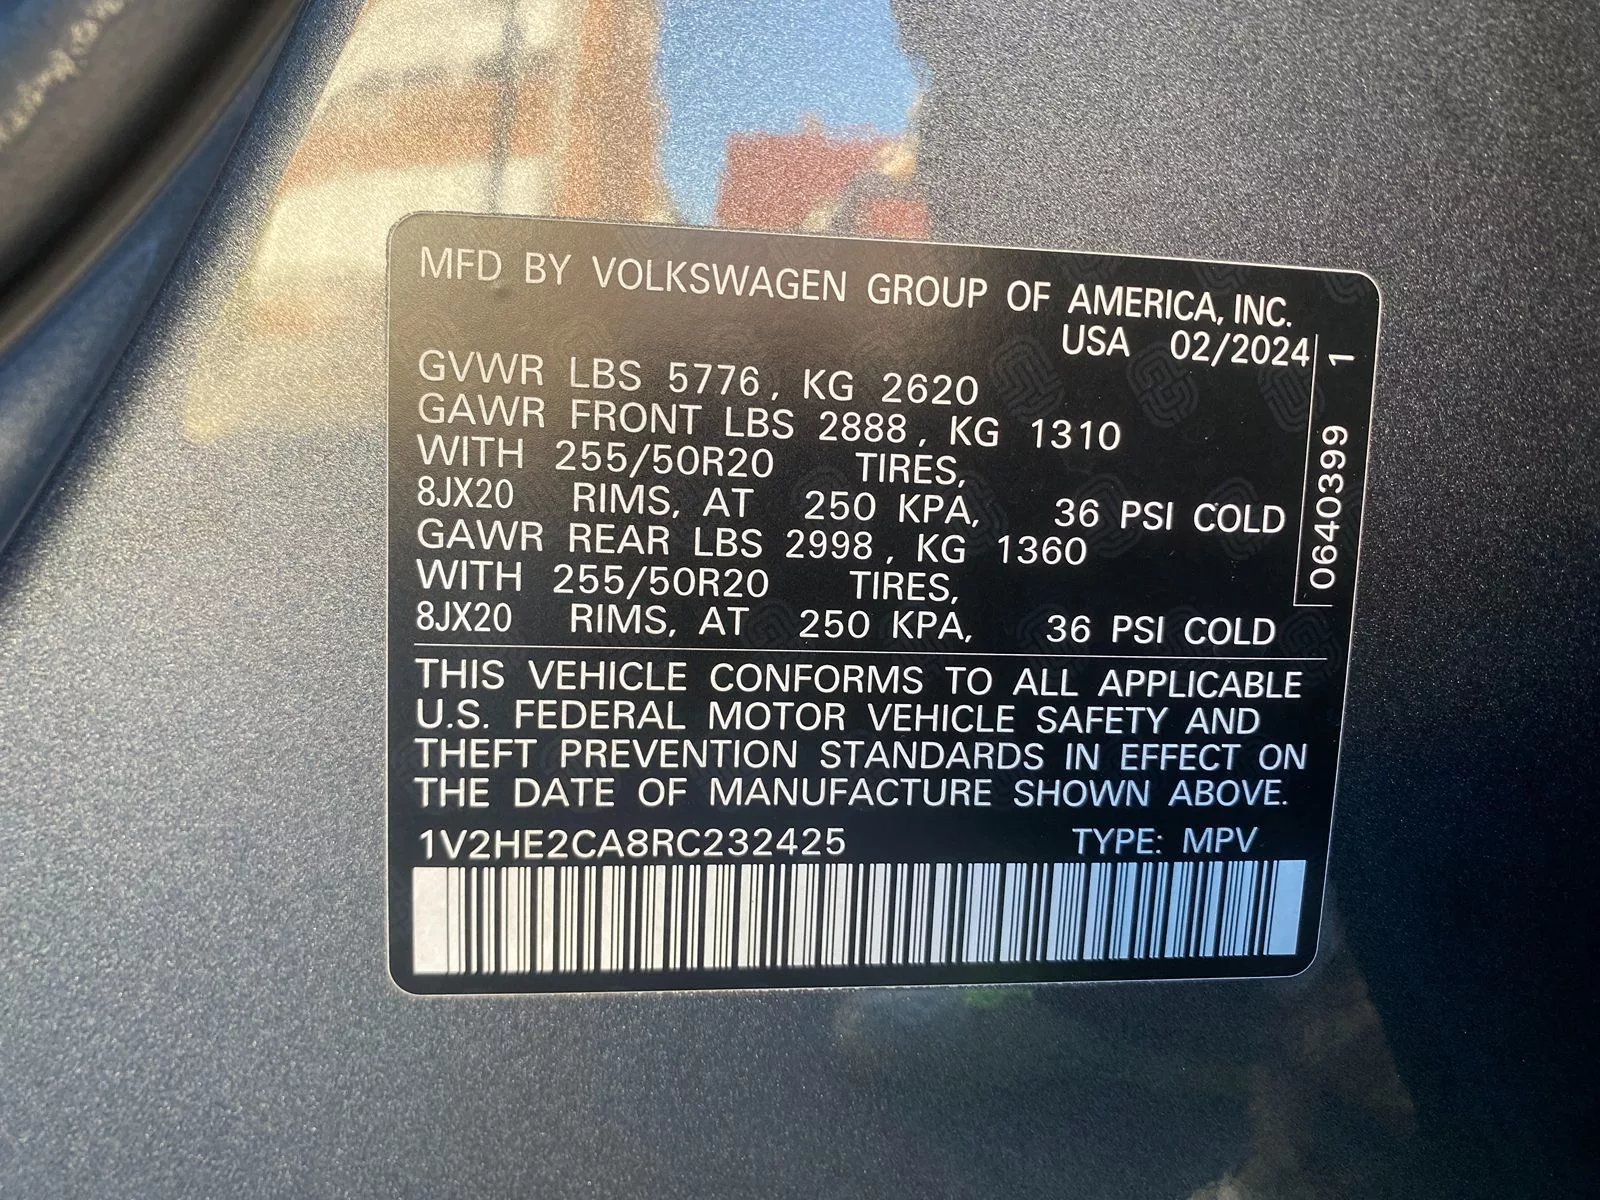 MFD BY VOLKSWAGEN GROUP OF AMERICA, INC.
USA 02/2024
GVWR LBS 5776, KG 2620
GAWR FRONT LBS 2888, KG 1310
WITH 255/50R20 TIRES,
8JX20 RIMS, AT 250 KPA, 36 PSI COLD
GAWR REAR LBS 2998, KG 1360
WITH 255/50R20 TIRES,
8JX20 RIMS, AT 250 KPA, 36 PSI COLD
0640399 1
THIS VEHICLE CONFORMS TO ALL APPLICABLE
U.S. FEDERAL MOTOR VEHICLE SAFETY AND
THEFT PREVENTION STANDARDS IN EFFECT ON
THE DATE OF MANUFACTURE SHOWN ABOVE.
1V2HE2CA8RC232425 TYPE: MPV